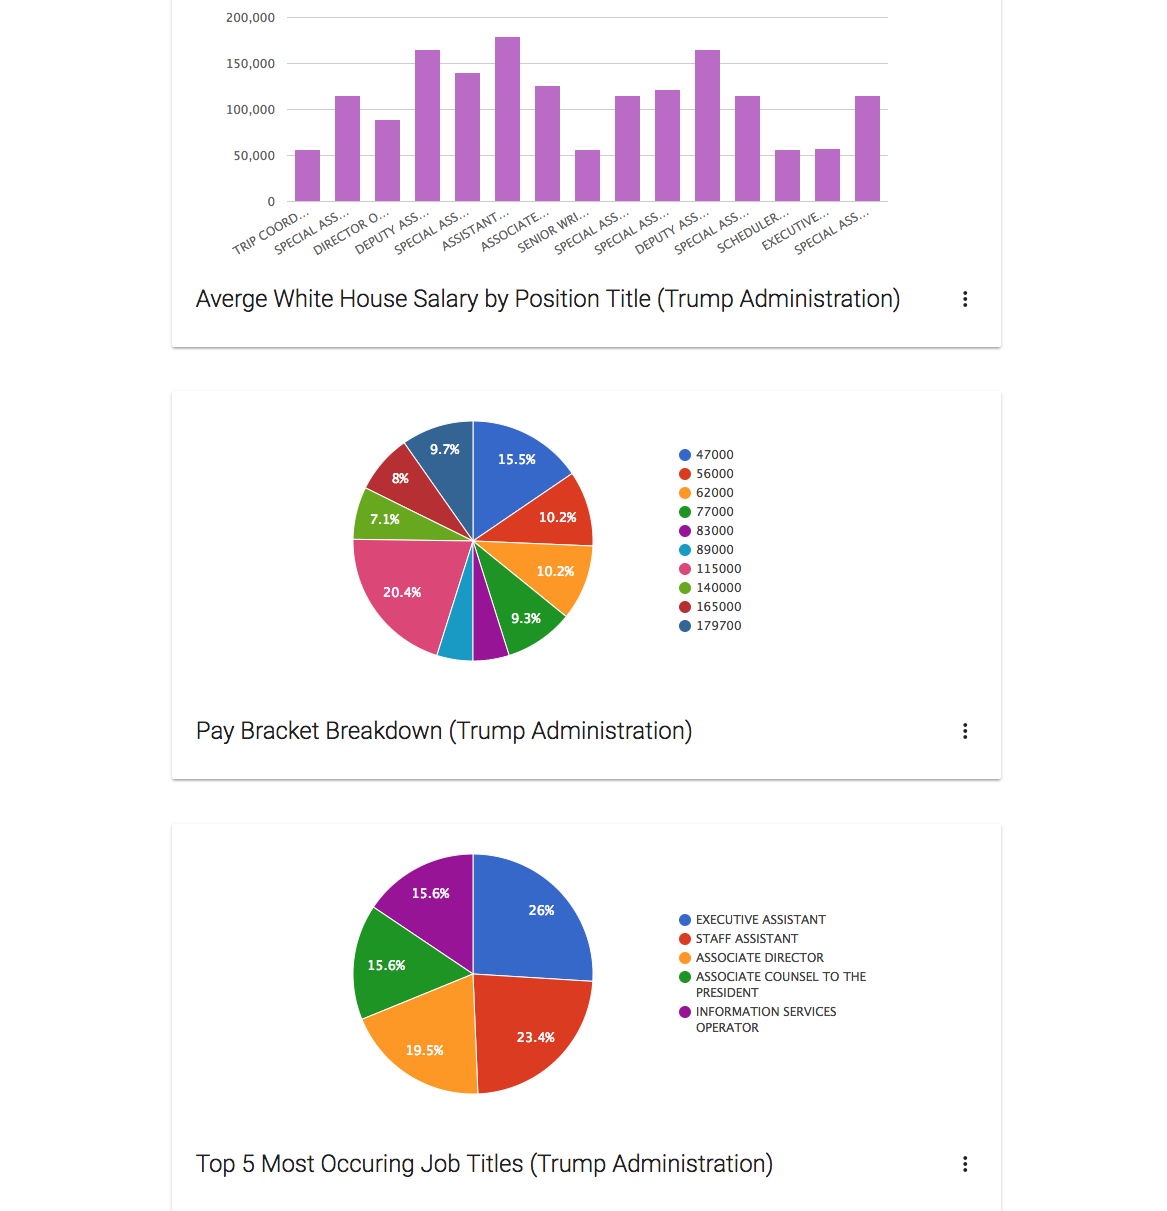 200,000
150,000
100,000
50,000
0
TRIP COORD...
SPECIAL ASS...
DIRECTOR O...
DEPUTY ASS...
SPECIAL ASS...
ASSISTANT...
ASSOCIATE...
SENIOR WRI...
SPECIAL ASS...
SPECIAL ASS...
DEPUTY ASS...
SPECIAL ASS...
SCHEDULER...
EXECUTIVE...
SPECIAL ASS...
Averge White House Salary by Position Title (Trump Administration)
9.7%
15.5%
8%
10.2%
7.1%
10.2%
20.4%
9.3%
47000
56000
62000
77000
83000
89000
115000
140000
165000
179700
Pay Bracket Breakdown (Trump Administration)
15.6%
26%
15.6%
23.4%
19.5%
EXECUTIVE ASSISTANT
STAFF ASSISTANT
ASSOCIATE DIRECTOR
ASSOCIATE COUNSEL TO THE
PRESIDENT
INFORMATION SERVICES
OPERATOR
Top 5 Most Occuring Job Titles (Trump Administration)